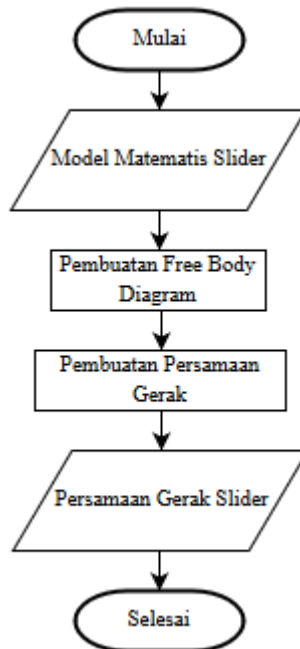 Mulai
Model Matematis Slider
Pembuatan Free Body
Diagram
Pembuatan Persamaan
Gerak
Persamaan Gerak Slider
Selesai